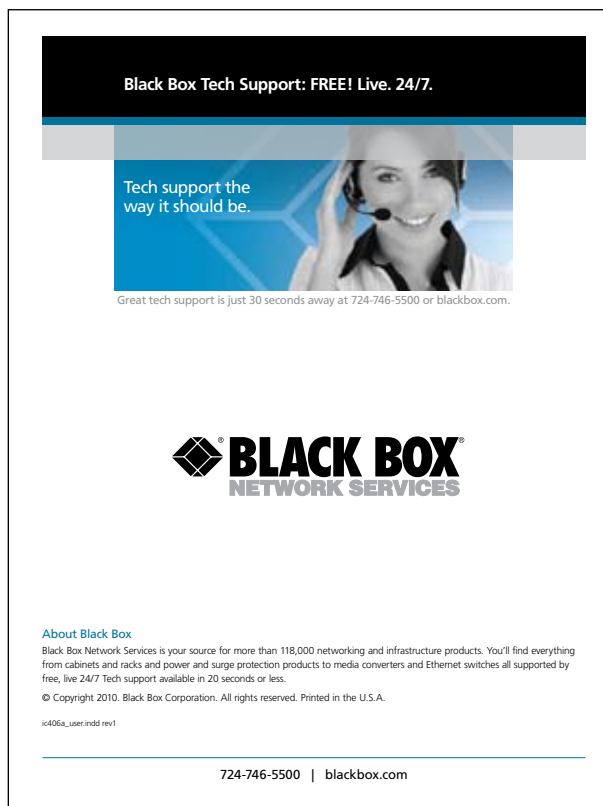 Black Box Tech Support: FREE! Live. 24/7.
Tech support the
way it should be.
Great tech support is just 30 seconds away at 724-746-5500 or blackbox.com.
® BLACK BOX®
NETWORK SERVICES
About Black Box
Black Box Network Services is your source for more than 118,000 networking and infrastructure products. You’ll find everything
from cabinets and racks and power and surge protection products to media converters and Ethernet switches all supported by
free, live 24/7 Tech support available in 20 seconds or less.
© Copyright 2010. Black Box Corporation. All rights reserved. Printed in the U.S.A.
ic406a_user.indd rev1
724-746-5500 | blackbox.com